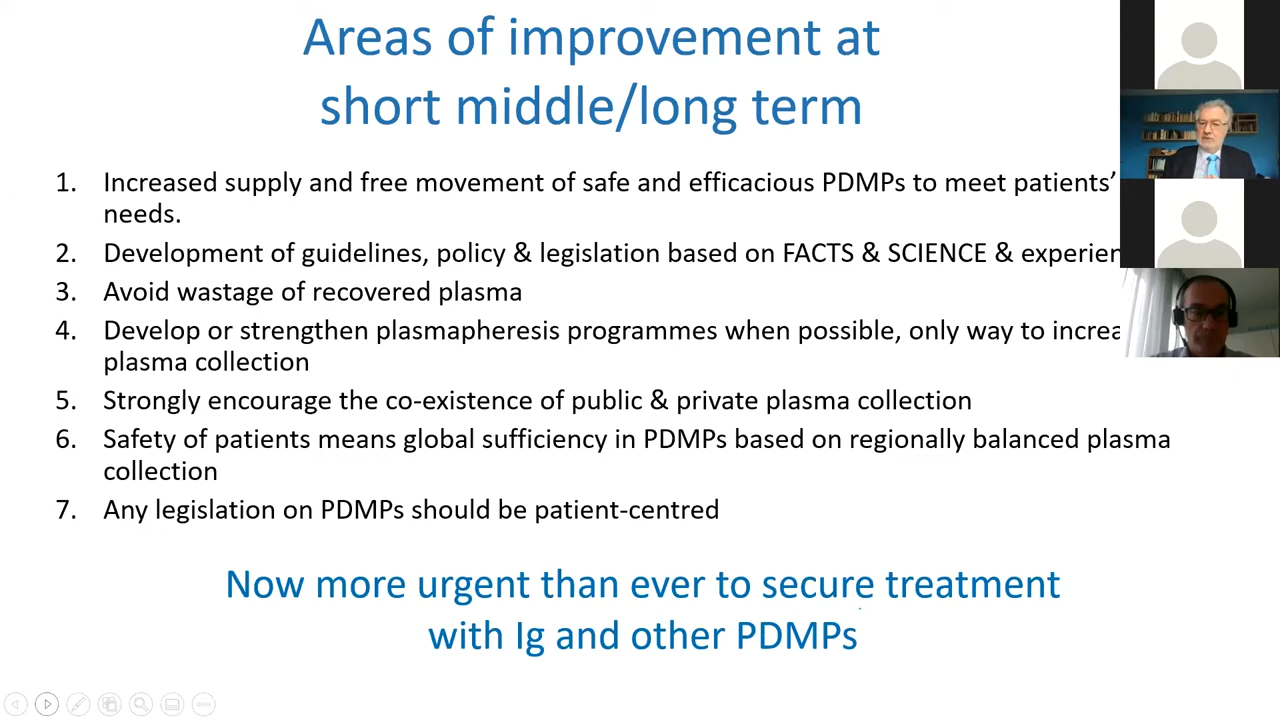 Areas of improvement at
short middle/long term
1. Increased supply and free movement of safe and efficacious PDMPs to meet patients’
needs.
2. Development of guidelines, policy & legislation based on FACTS & SCIENCE &
3. Avoid wastage of recovered plasma
4. Develop or strengthen plasmapheresis programmes when possible, only way to
plasma collection
5. Strongly encourage the co-existence of public & private plasma collection
6. Safety of patients means global sufficiency in PDMPs based on regionally balanced plasma
collection
7. Any legislation on PDMPs should be patient-centred
Now more urgent than ever to secure treatment
with Ig and other PDMPs